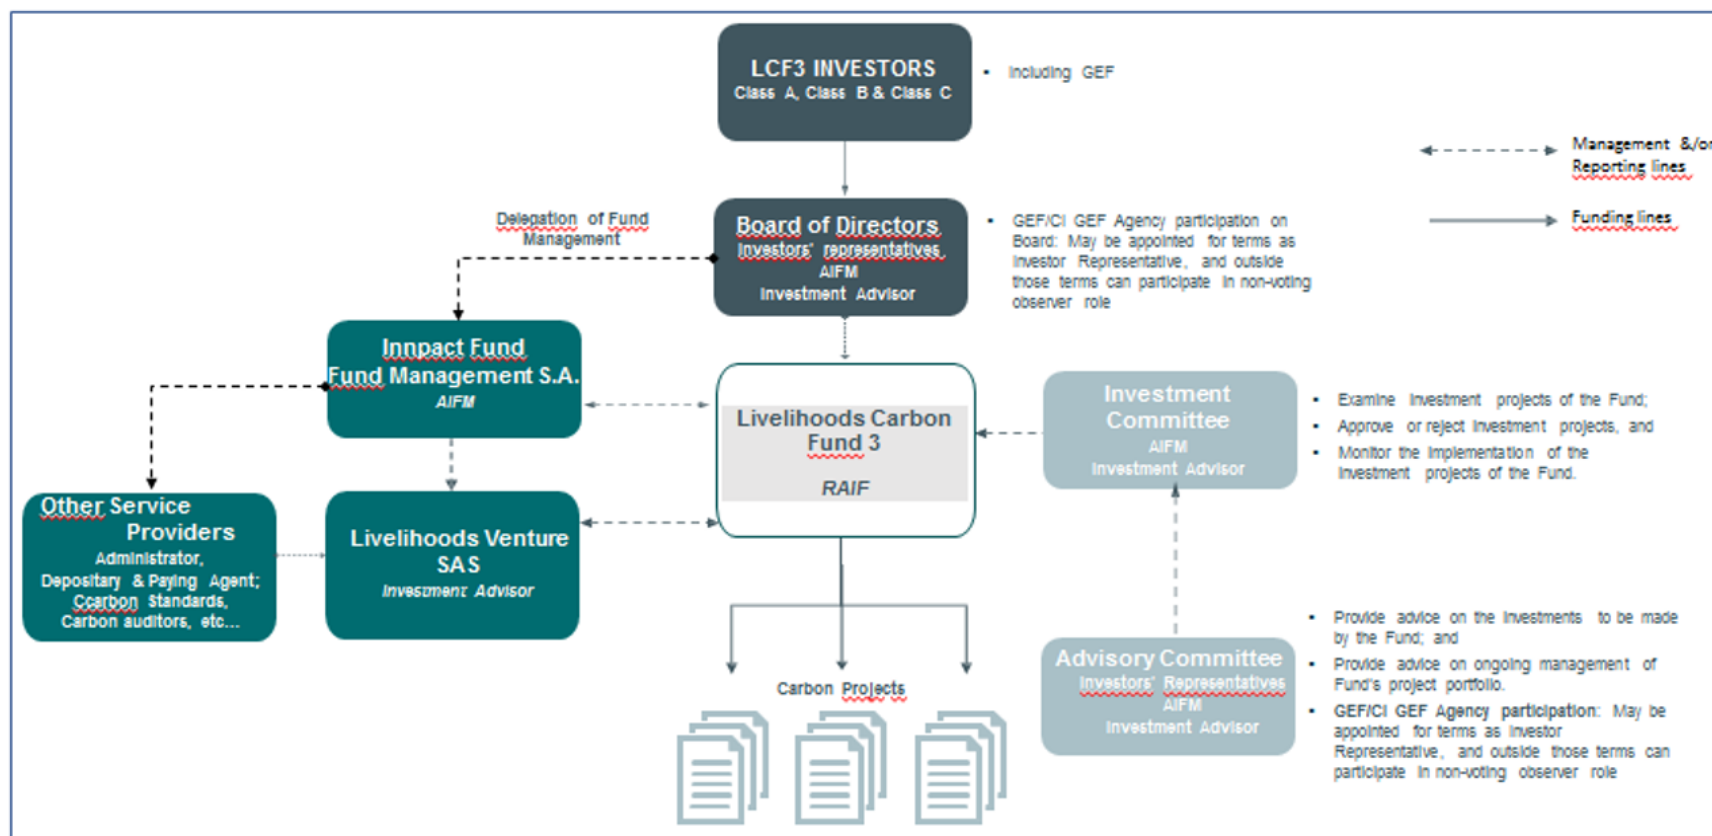 LCF3 INVESTORS
Class A, Class B & Class C
▪ Including GEF
Management &/or
Reporting lines
Funding lines
Delegation of Fund
Management
Board of Directors
Investors' representatives,
AIFM
Investment Advisor
▪ GEF/CI GEF Agency participation on
Board: May be appointed for terms as
Investor Representative, and outside
those terms can participate in non-voting
observer role
Innpact Fund
Fund Management S.A.
AIFM
Livelihoods Carbon
Fund 3
RAIF
Investment
Committee
AIFM
Investment Advisor
▪ Examine investment projects of the Fund;
▪ Approve or reject investment projects, and
▪ Monitor the implementation of the
investment projects of the Fund.
Other Service
Providers
Administrator,
Depositary & Paying Agent;
Ccarbon Standards,
Carbon auditors, etc...
Livelihoods Venture
SAS
Investment Advisor
Carbon Projects
Advisory Committee
Investors' Representatives
AIFM
Investment Advisor
▪ Provide advice on the investments to be made
by the Fund; and
▪ Provide advice on ongoing management of
Fund's project portfolio.
▪ GEF/CI GEF Agency participation: May be
appointed for terms as Investor
Representative, and outside those terms can
participate in non-voting observer role